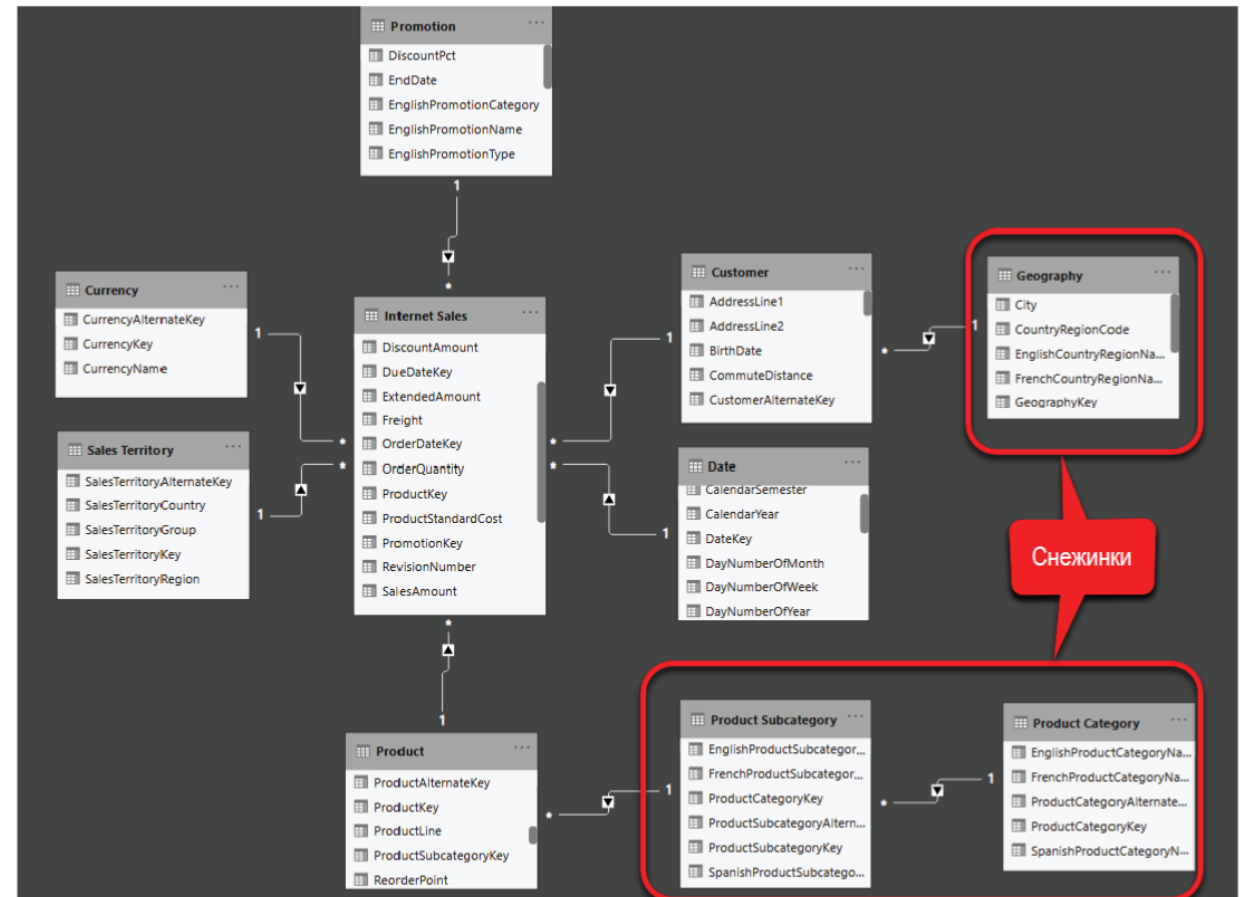 Promotion
DiscountPct
EndDate
EnglishPromotionCategory
EnglishPromotionName
EnglishPromotionType
1
*
Currency
CurrencyAlternateKey
CurrencyKey
CurrencyName
1
*
Sales Territory
SalesTerritoryAlternateKey
SalesTerritoryCountry
SalesTerritoryGroup
SalesTerritoryKey
SalesTerritoryRegion
1
*
Internet Sales
DiscountAmount
DueDateKey
ExtendedAmount
Freight
OrderDateKey
OrderQuantity
ProductKey
ProductStandardCost
PromotionKey
RevisionNumber
SalesAmount
*
*
*
Customer
AddressLine1
AddressLine2
BirthDate
CommuteDistance
CustomerAlternateKey
1
*
Geography
City
CountryRegionCode
EnglishCountryRegionNa...
FrenchCountryRegionNa...
GeographyKey
1
Date
CalendarSemester
CalendarYear
DateKey
DayNumberOfMonth
DayNumberOfWeek
DayNumberOfYear
1
Снежинки
1
Product
ProductAlternateKey
ProductKey
ProductLine
ProductSubcategoryKey
ReorderPoint
*
1
Product Subcategory
EnglishProductSubcategor...
FrenchProductSubcategor...
ProductCategoryKey
ProductSubcategoryAltern...
ProductSubcategoryKey
SpanishProductSubcatego...
*
1
Product Category
EnglishProductCategoryNa...
FrenchProductCategoryNa...
ProductCategoryAlternate...
ProductCategoryKey
SpanishProductCategoryN...